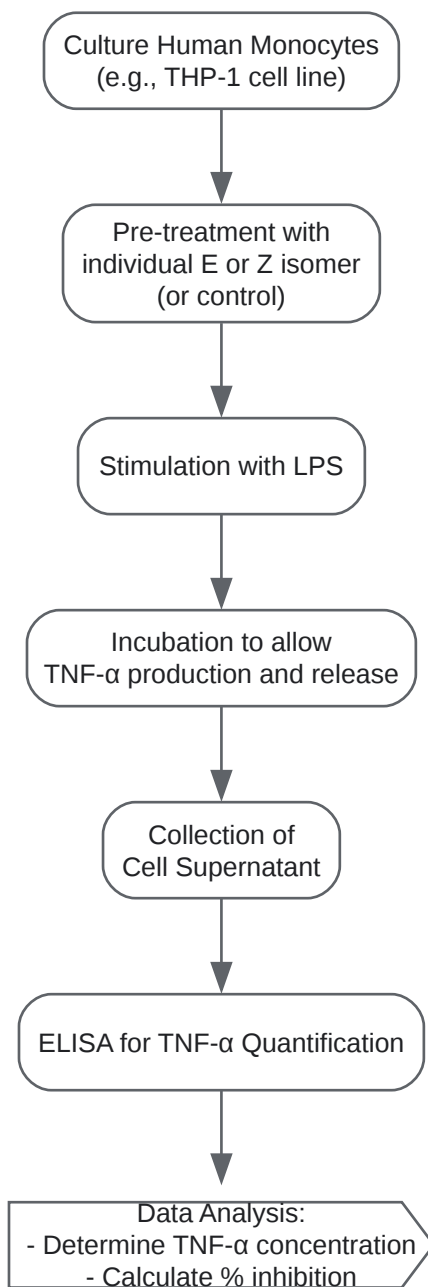 Culture Human Monocytes
(e.g., THP-1 cell line)
Pre-treatment with
individual E or Z isomer
(or control)
Stimulation with LPS
Incubation to allow
TNF-α production and release
Collection of
Cell Supernatant
ELISA for TNF-α Quantification
Data Analysis:
- Determine TNF-α concentration
- Calculate % inhibition